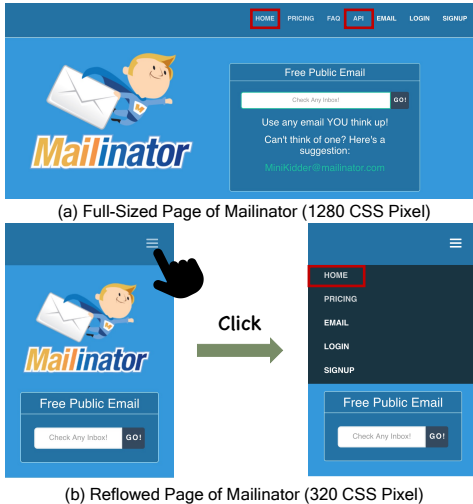 HOME PRICING FAQ API EMAIL LOGIN SIGNUP
Free Public Email
Check Any Inbox! GO!
Use any email YOU think up!
Can't think of one? Here's a
suggestion:
MiniKidder@mailinator.com
Mailinator
(a) Full-Sized Page of Mailinator (1280 CSS Pixel)
Mailinator
Free Public Email
Check Any Inbox! GO!
Click
HOME
PRICING
EMAIL
LOGIN
SIGNUP
Free Public Email
Check Any Inbox! GO!
(b) Reflowed Page of Mailinator (320 CSS Pixel)